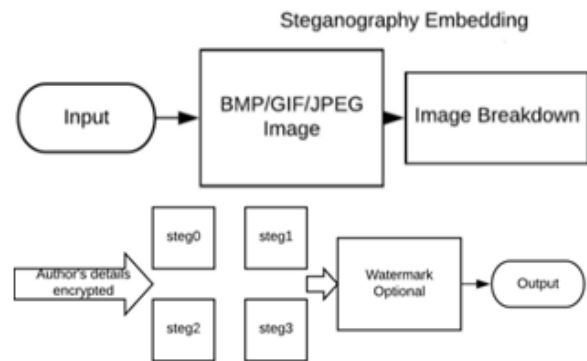 Steganography Embedding
Input
BMP/GIF/JPEG
Image
Image Breakdown
steg0
steg1
Author's details
encrypted
Watermark
Optional
Output
steg2
steg3